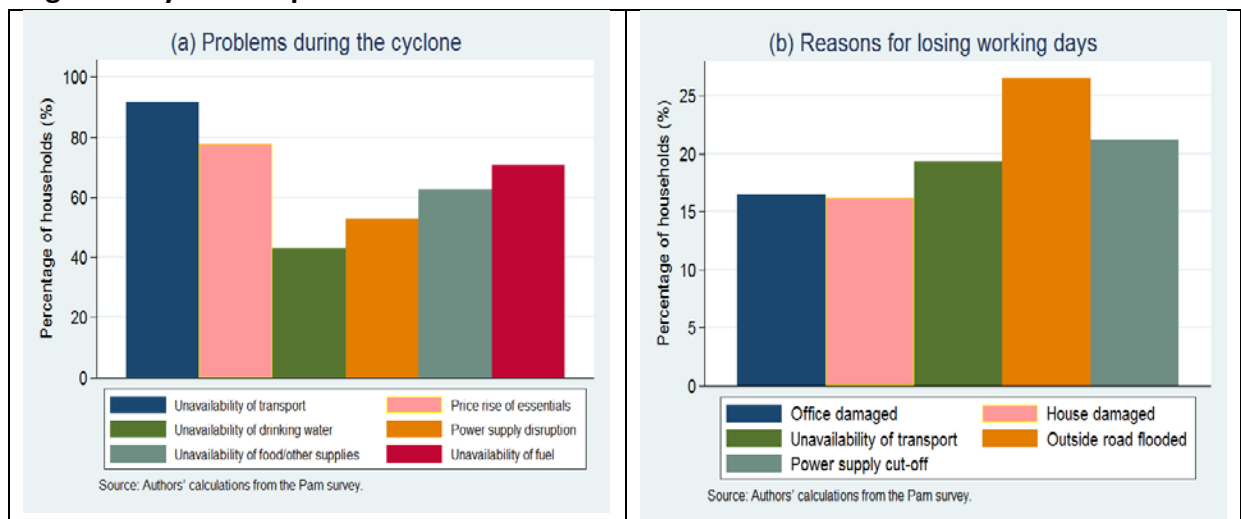 (a) Problems during the cyclone
Percentage of households (%)
100
80
60
40
20
0
Unavailability of transport Price rise of essentials
Unavailability of drinking water Power supply disruption
Unavailability of food/other supplies Unavailability of fuel
Source: Authors' calculations from the Pam survey.
(b) Reasons for losing working days
Percentage of households (%)
25
20
15
10
5
0
Office damaged House damaged
Unavailability of transport Outside road flooded
Power supply cut-off
Source: Authors' calculations from the Pam survey.